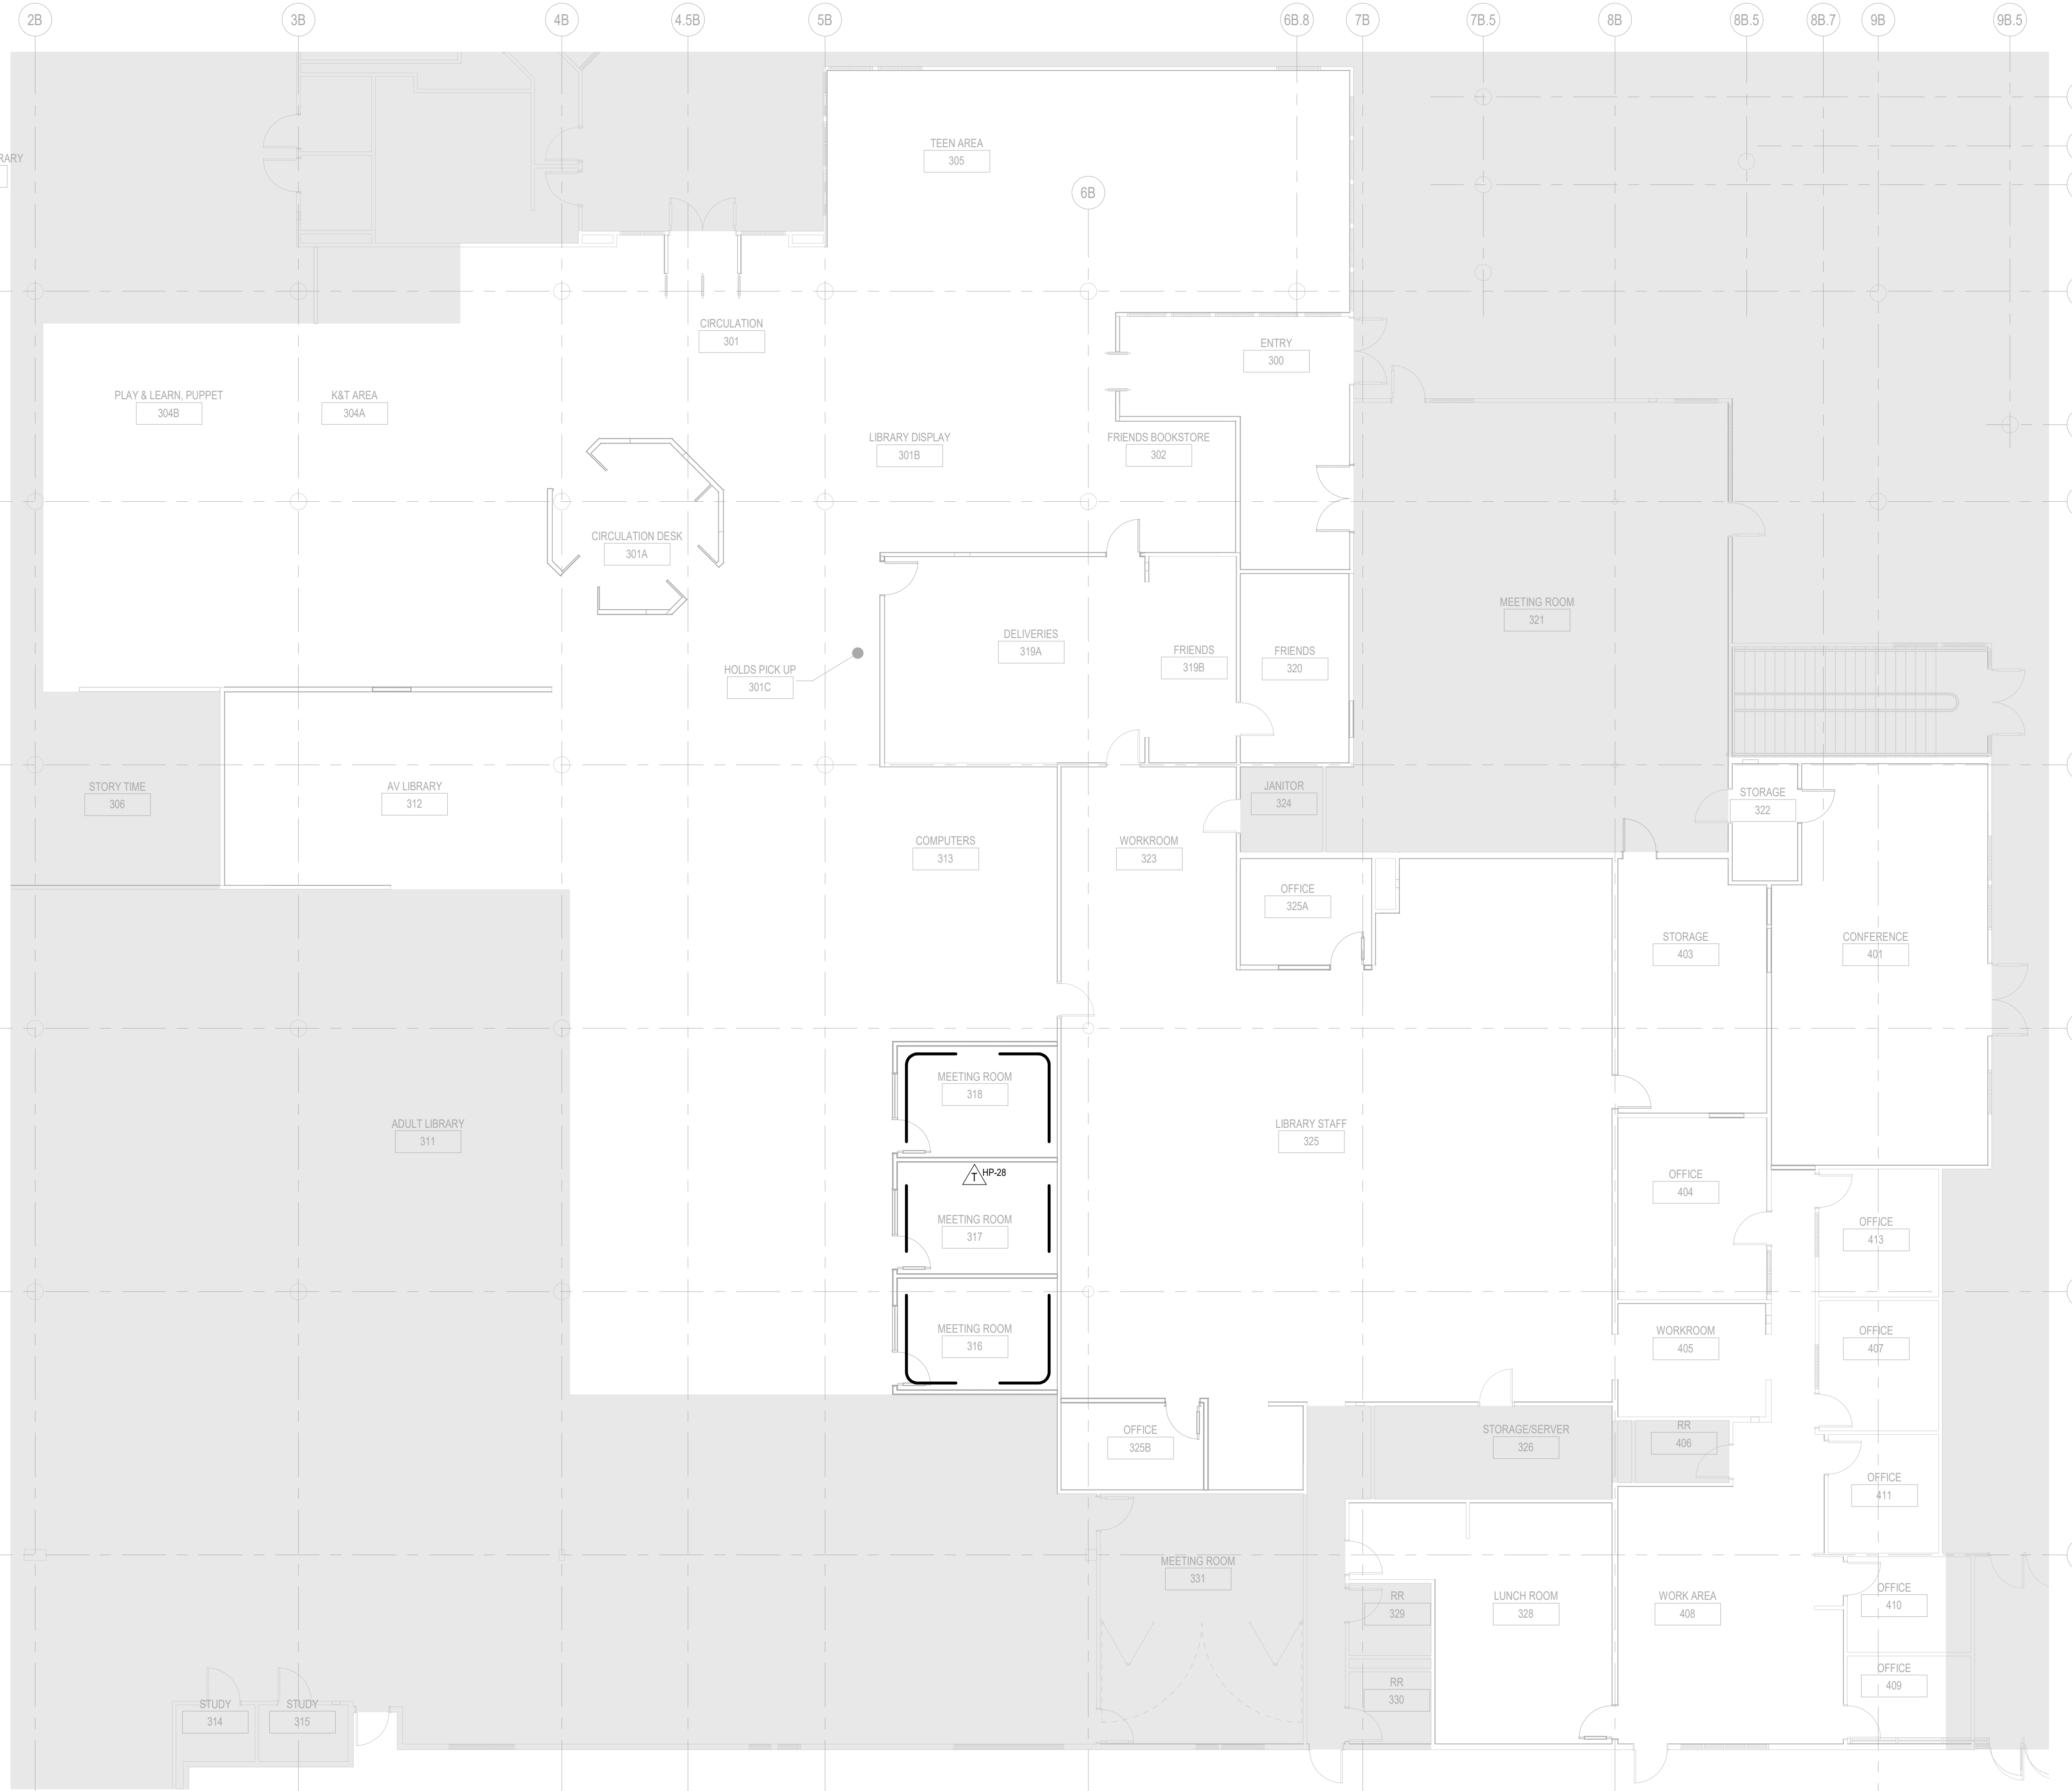 2B
3B
4B
4.5B
5B
6B.8
7B
7B.5
8B
8B.5
8B.7
9B
9B.5
TEEN AREA
305
6B
CIRCULATION
301
ENTRY
300
PLAY & LEARN, PUPPET
304B
K&T AREA
304A
LIBRARY DISPLAY
301B
FRIENDS BOOKSTORE
302
CIRCULATION DESK
301A
MEETING ROOM
321
DELIVERIES
319A
FRIENDS
319B
FRIENDS
320
HOLDS PICK UP
301C
STORY TIME
306
AV LIBRARY
312
JANITOR
324
STORAGE
322
COMPUTERS
313
WORKROOM
323
OFFICE
325A
STORAGE
403
CONFERENCE
401
MEETING ROOM
318
ADULT LIBRARY
311
LIBRARY STAFF
325
T HP-28
OFFICE
404
MEETING ROOM
317
OFFICE
413
MEETING ROOM
316
WORKROOM
405
OFFICE
407
OFFICE
325B
STORAGE/SERVER
326
RR
406
OFFICE
411
MEETING ROOM
331
RR
329
LUNCH ROOM
328
WORK AREA
408
OFFICE
410
OFFICE
409
RR
330
STUDY
314
STUDY
315